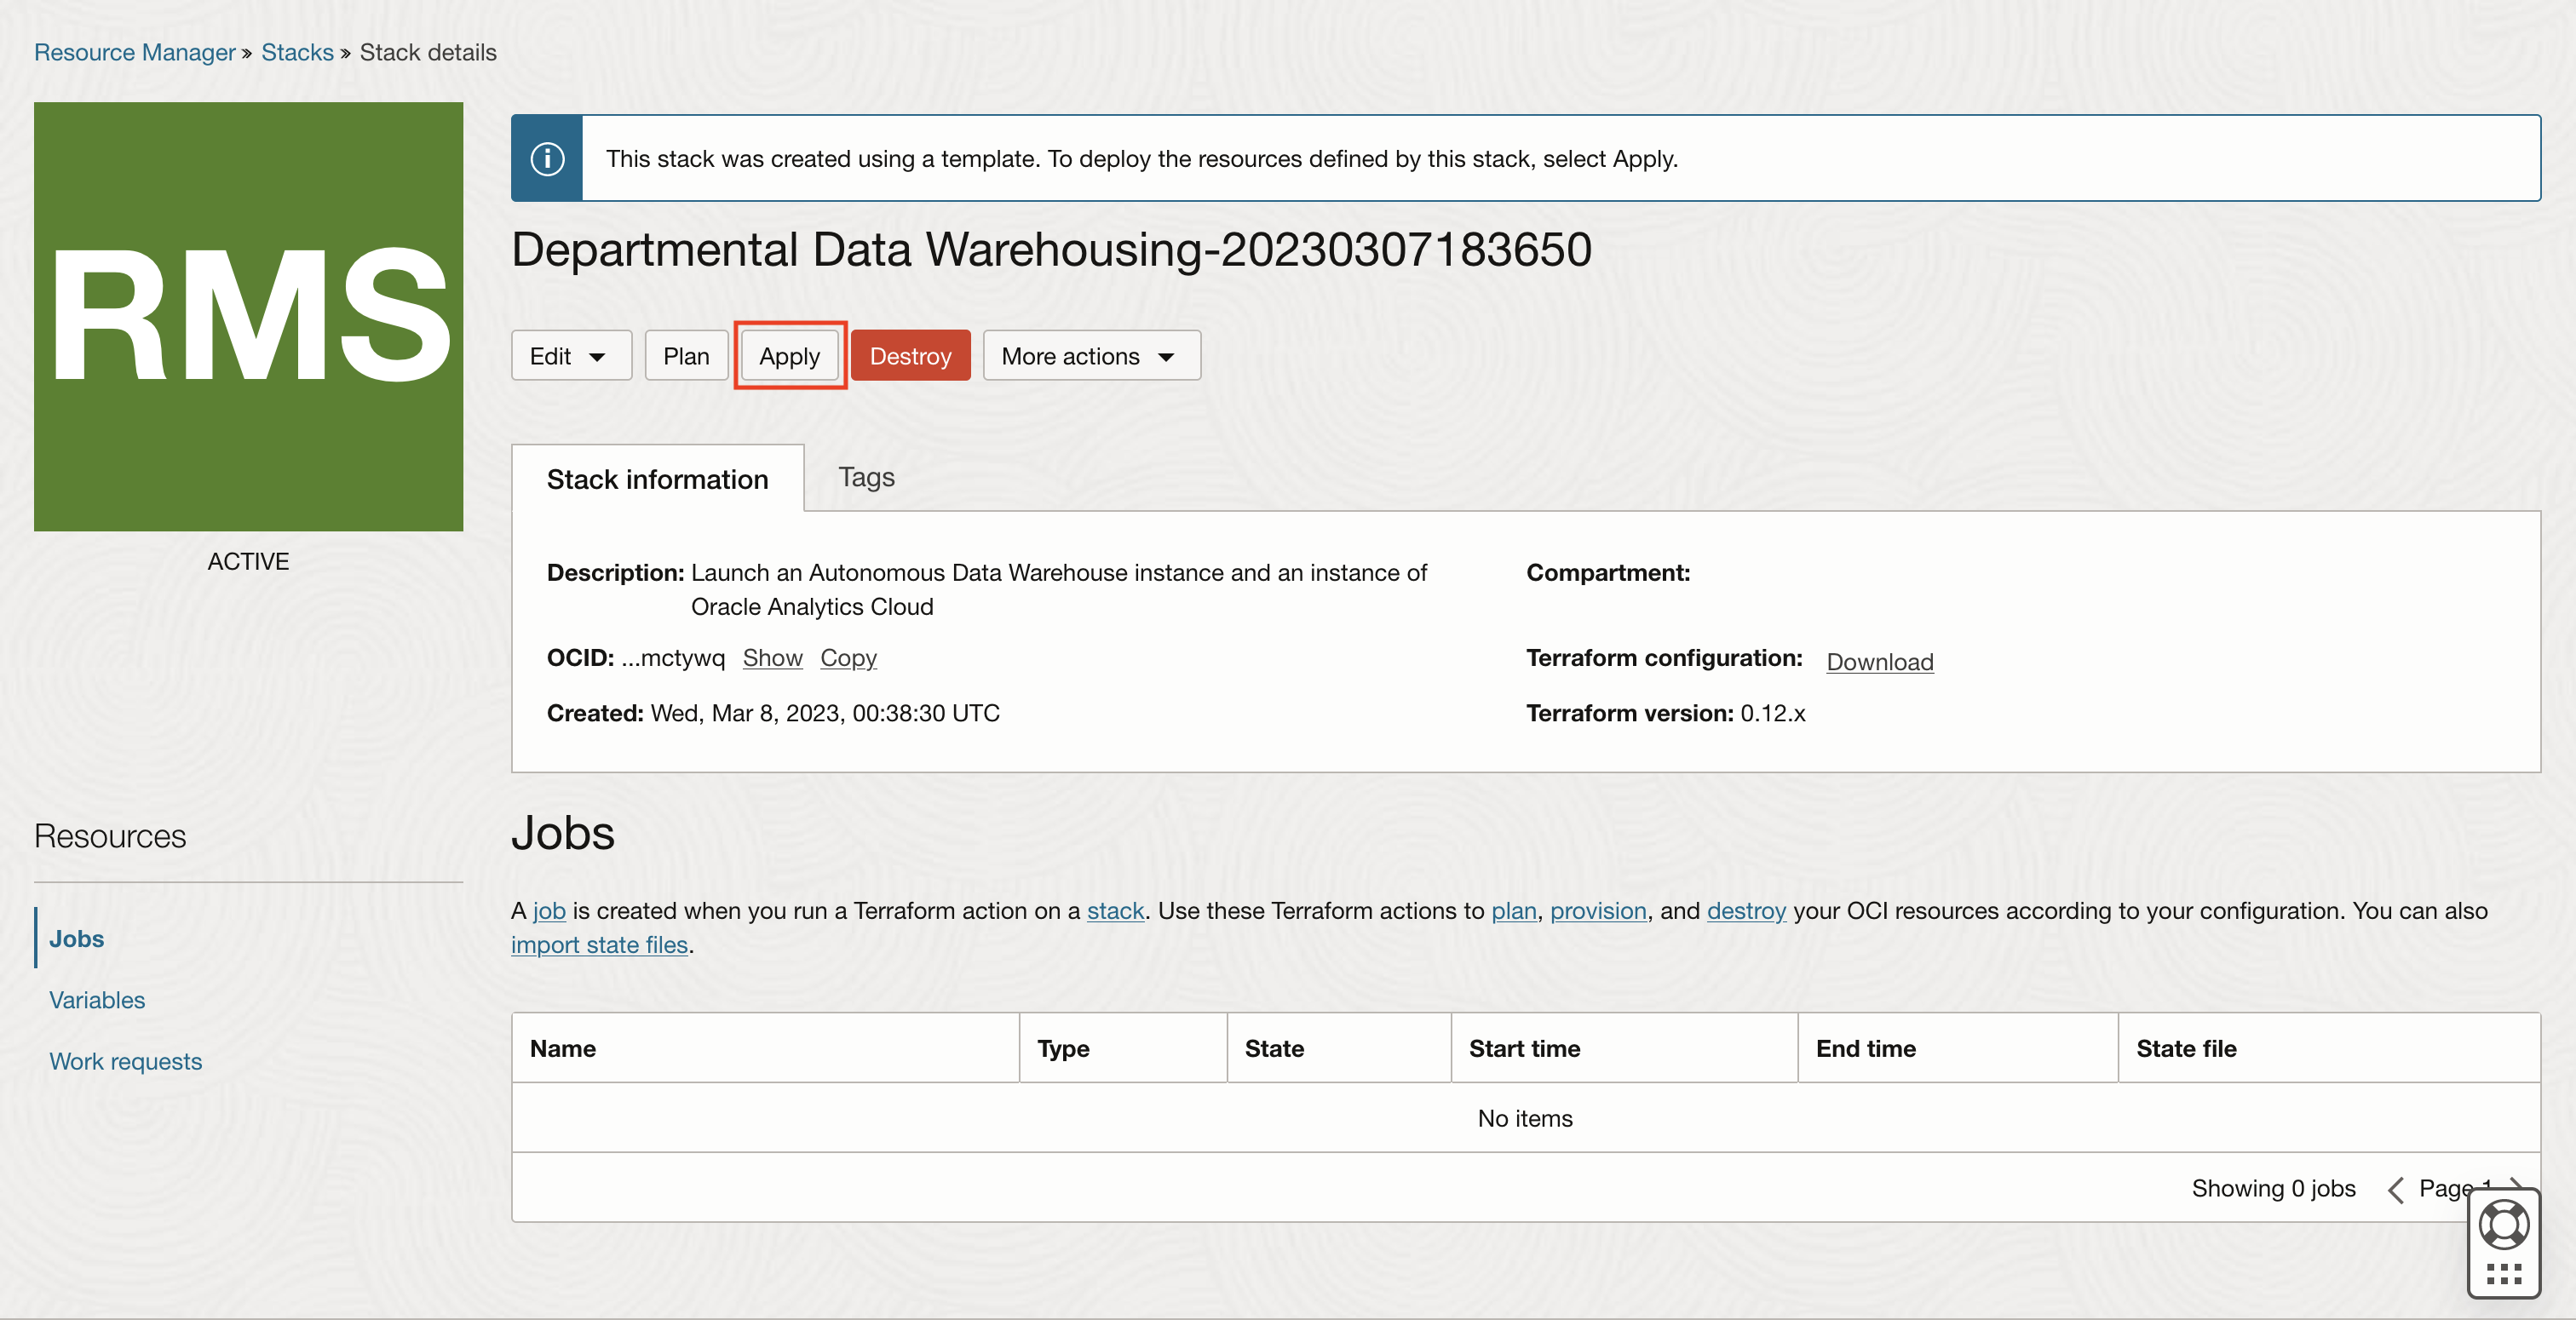 Resource Manager » Stacks » Stack details
RMS
ACTIVE
This stack was created using a template. To deploy the resources defined by this stack, select Apply.
Departmental Data Warehousing-20230307183650
Edit Plan Apply Destroy More actions
Stack information Tags
Description: Launch an Autonomous Data Warehouse instance and an instance of
Oracle Analytics Cloud
Compartment:
OCID: ...mctywq Show Copy
Terraform configuration: Download
Created: Wed, Mar 8, 2023, 00:38:30 UTC
Terraform version: 0.12.x
Resources
Jobs
Variables
Work requests
Jobs
A job is created when you run a Terraform action on a stack. Use these Terraform actions to plan, provision, and destroy your OCI resources according to your configuration. You can also
import state files.
Name Type State Start time End time State file
No items
Showing 0 jobs Page 1